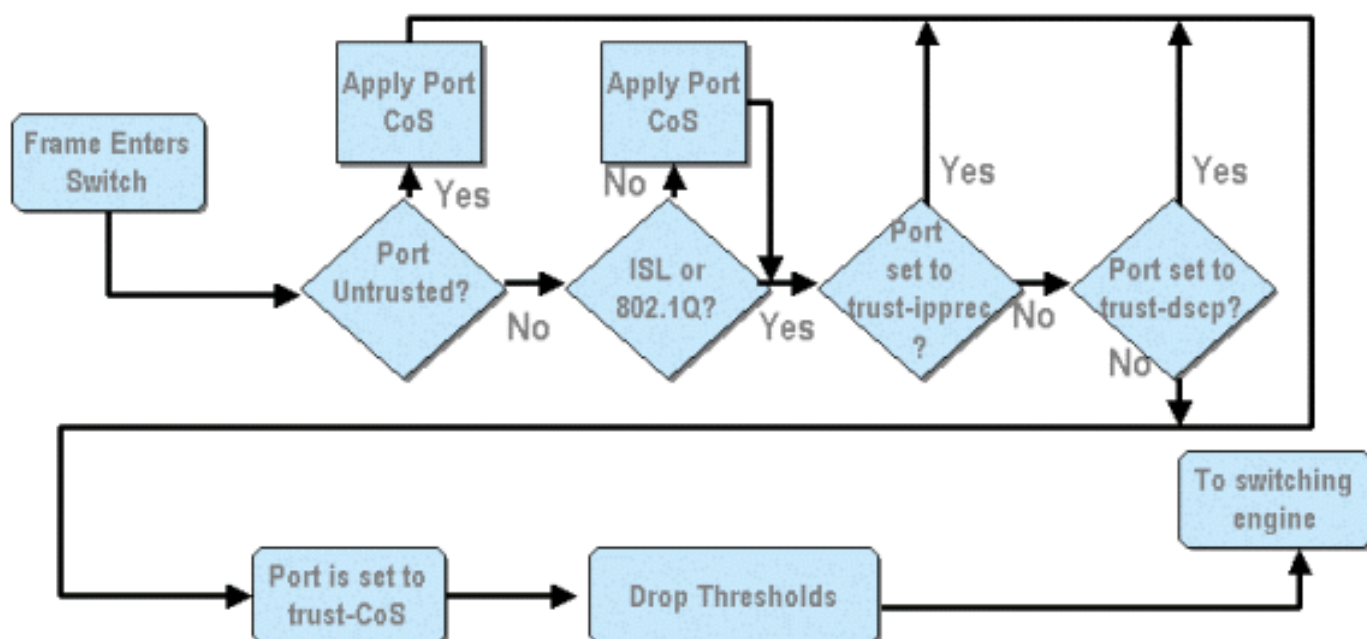 Frame Enters
Switch
Apply Port
CoS
Yes
Port
Untrusted?
No
Apply Port
CoS
No
ISL or
802.1Q?
Yes
Port
set to
trust-ipprec
?
Yes
No
Port set to
trust-dscp?
Yes
No
Port is set to
trust-CoS
Drop Thresholds
To switching
engine